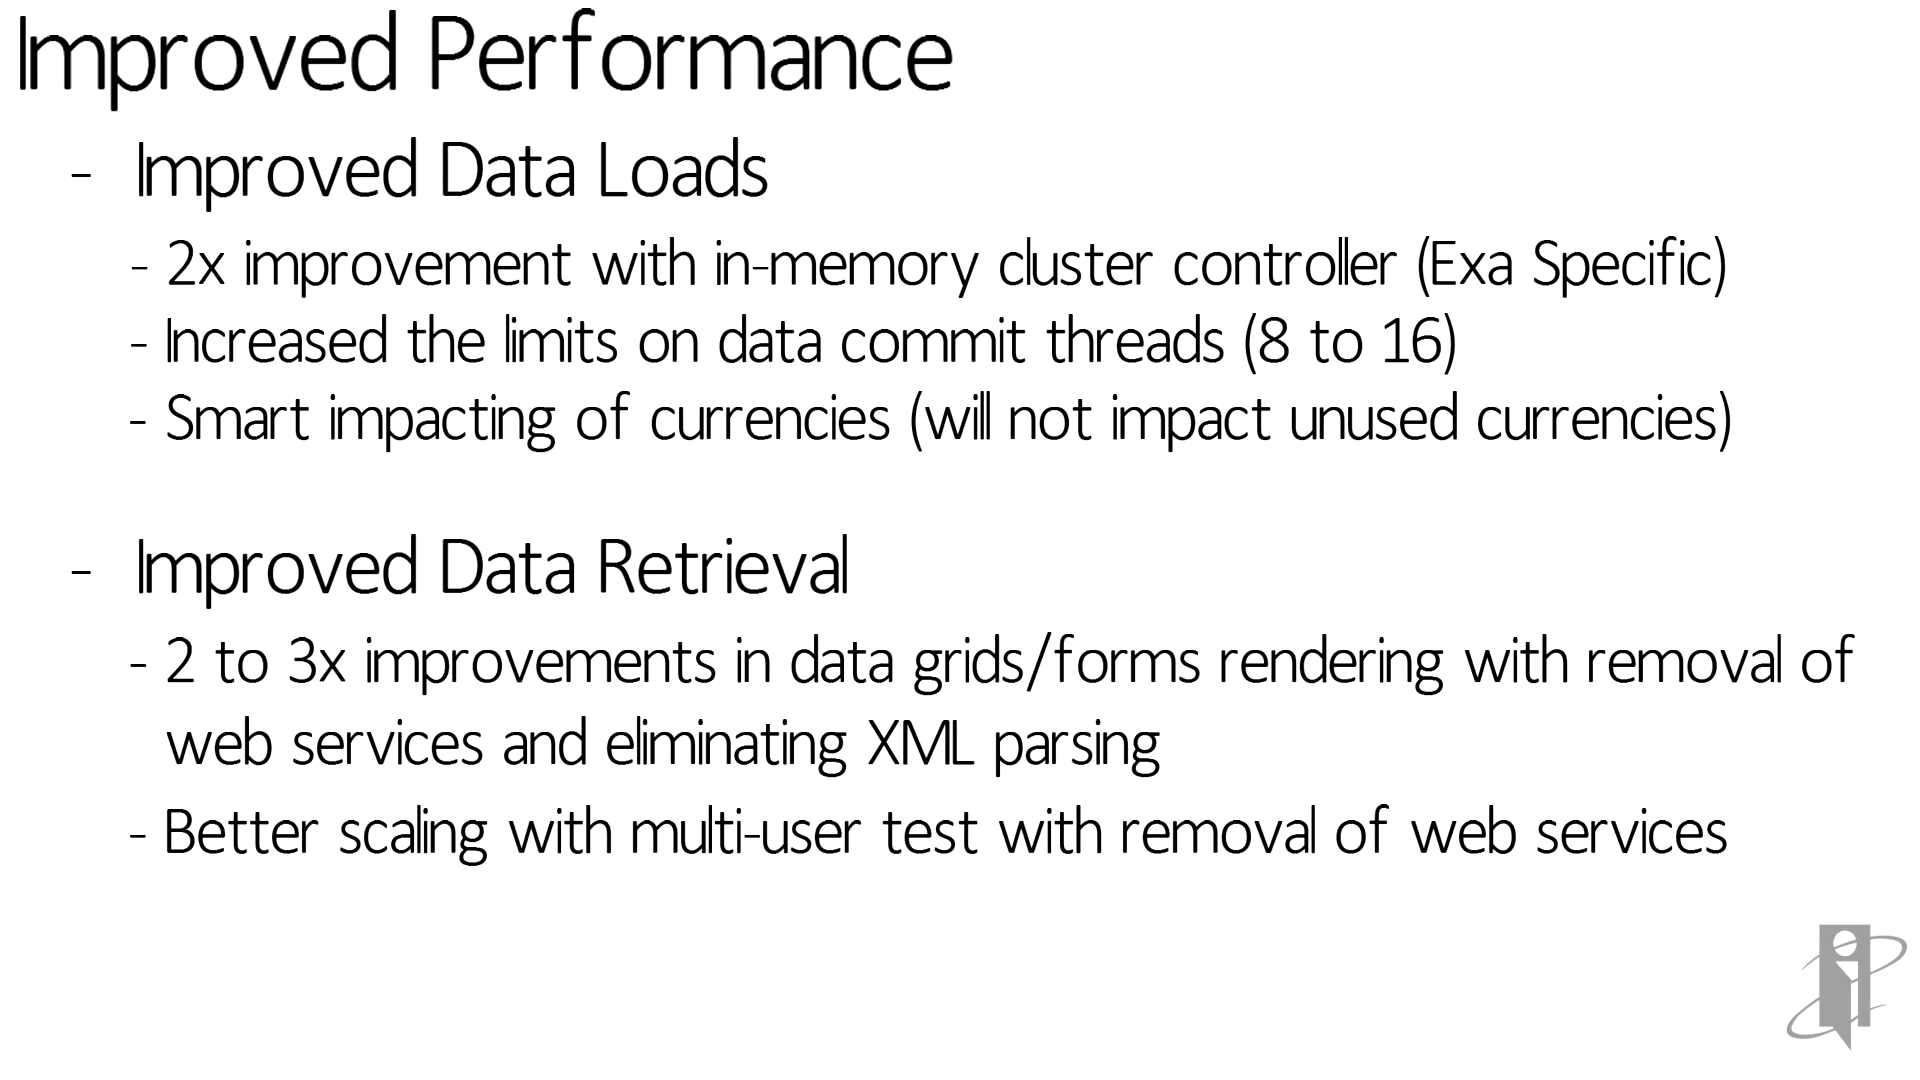 Improved Performance
- Improved Data Loads
- 2x improvement with in-memory cluster controller (Exa Specific)
- Increased the limits on data commit threads (8 to 16)
- Smart impacting of currencies (will not impact unused currencies)
- Improved Data Retrieval
- 2 to 3x improvements in data grids/forms rendering with removal of
web services and eliminating XML parsing
- Better scaling with multi-user test with removal of web services